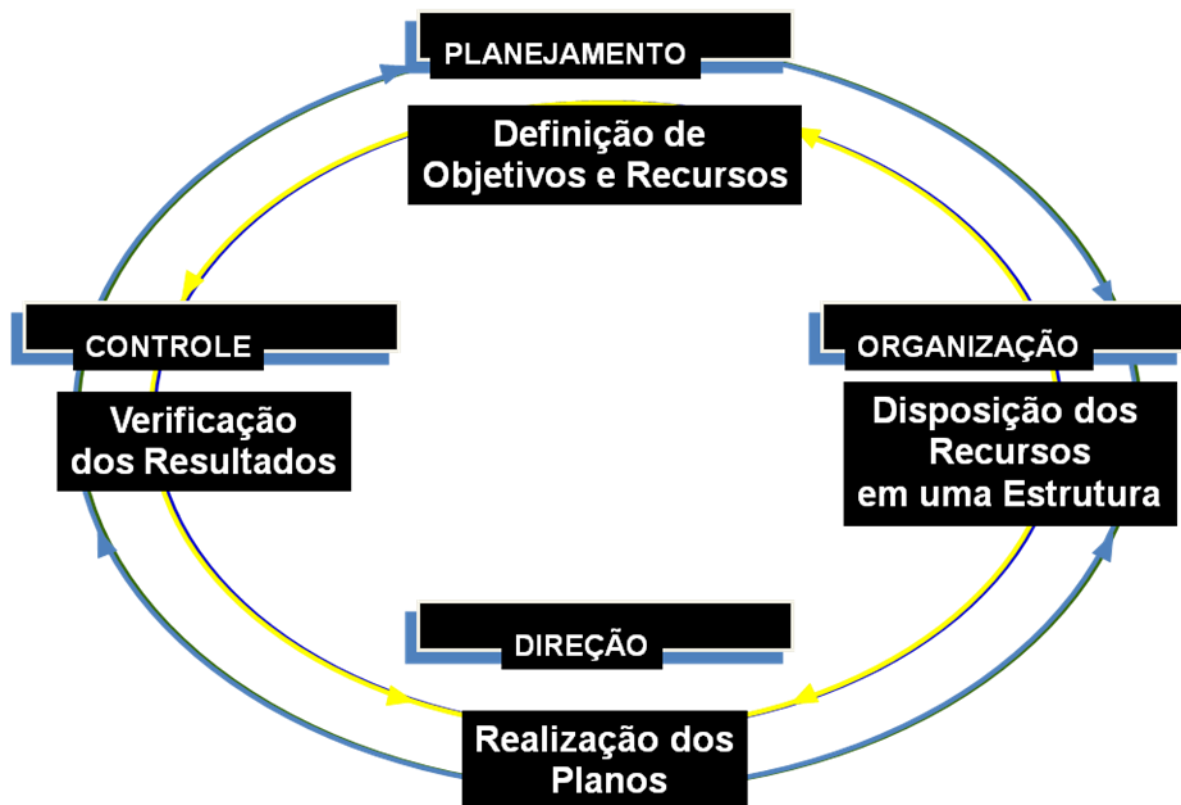 PLANEJAMENTO
Definição de
Objetivos e Recursos
CONTROLE
Verificação
dos Resultados
ORGANIZAÇÃO
Disposição dos
Recursos
em uma Estrutura
DIREÇÃO
Realização dos
Planos